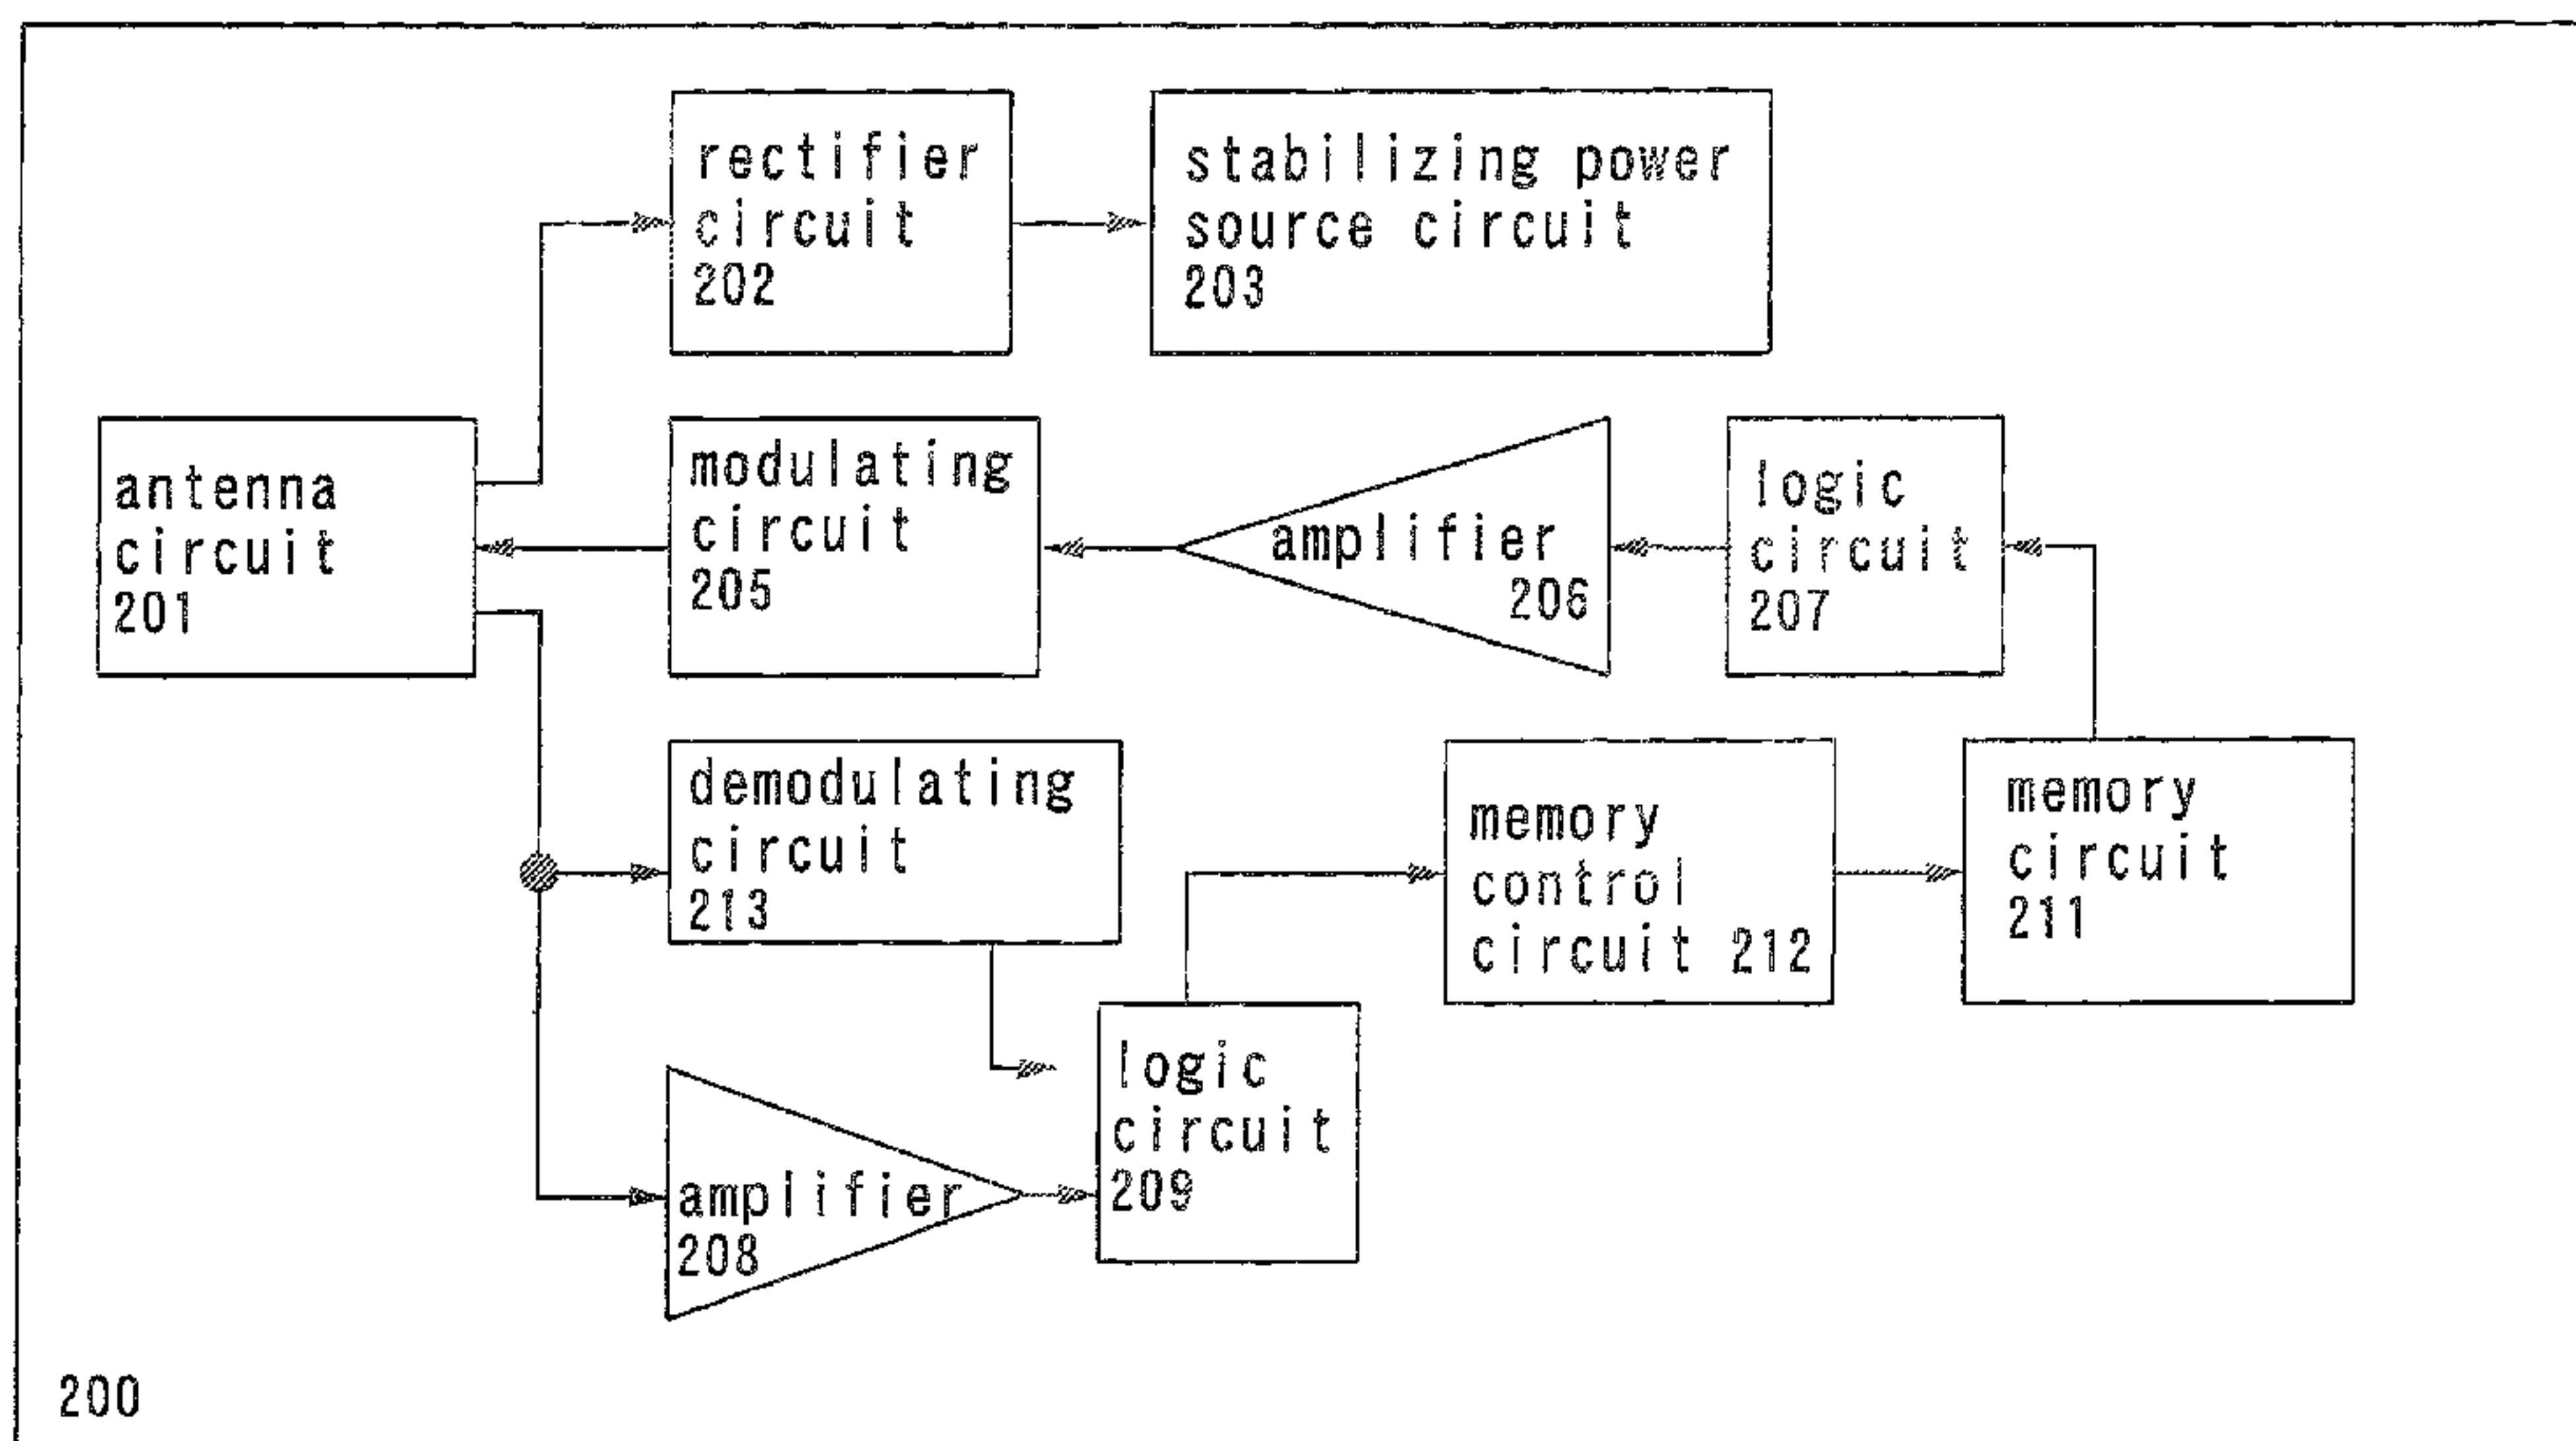 rectifier
circuit
202
stabilizing power
source circuit
203
antenna
circuit
201
modulating
circuit
205
amplifier
206
logic
circuit
207
demodulating
circuit
213
memory
control
circuit 212
memory
circuit
211
logic
circuit
209
amplifier
208
200